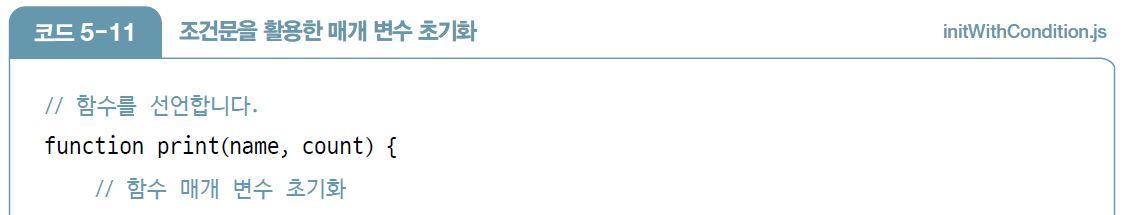 코드 5-11 조건문을 활용한 매개 변수 초기화 initWithCondition.js
// 함수를 선언합니다.
function print(name, count) {
// 함수 매개 변수 초기화